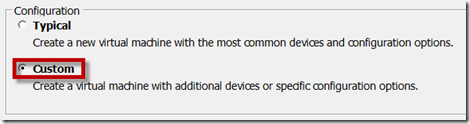 Configuration
Typical
Create a new virtual machine with the most common devices and configuration options.
Custom
Create a virtual machine with additional devices or specific configuration options.